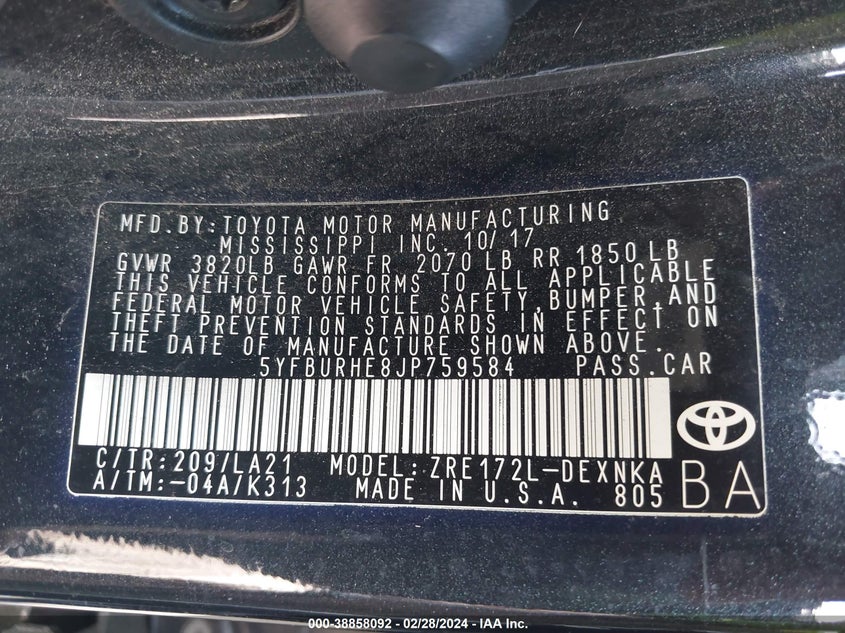 MFD.BY:TOYOTA MOTOR MANUFACTURING
MISSISSIPPI INC. 10/17
GVWR 3820LB GAWR FR 2070 LB RR 1850 LB
THIS VEHICLE CONFORMS TO ALL APPLICABLE
FEDERAL MOTOR VEHICLE SAFETY, BUMPER, AND
THEFT PREVENTION STANDARDS IN EFFECT ON
THE DATE OF MANUFACTURE SHOWN ABOVE.
5YFBURHE8JP759584 PASS.CAR
C/TR:209/LA21 MODEL:ZRE172L-DEXNKA
A/TM:-04A/K313 MADE IN U.S.A. 805
BA
000-38858092 - 02/28/2024 - IAA Inc.